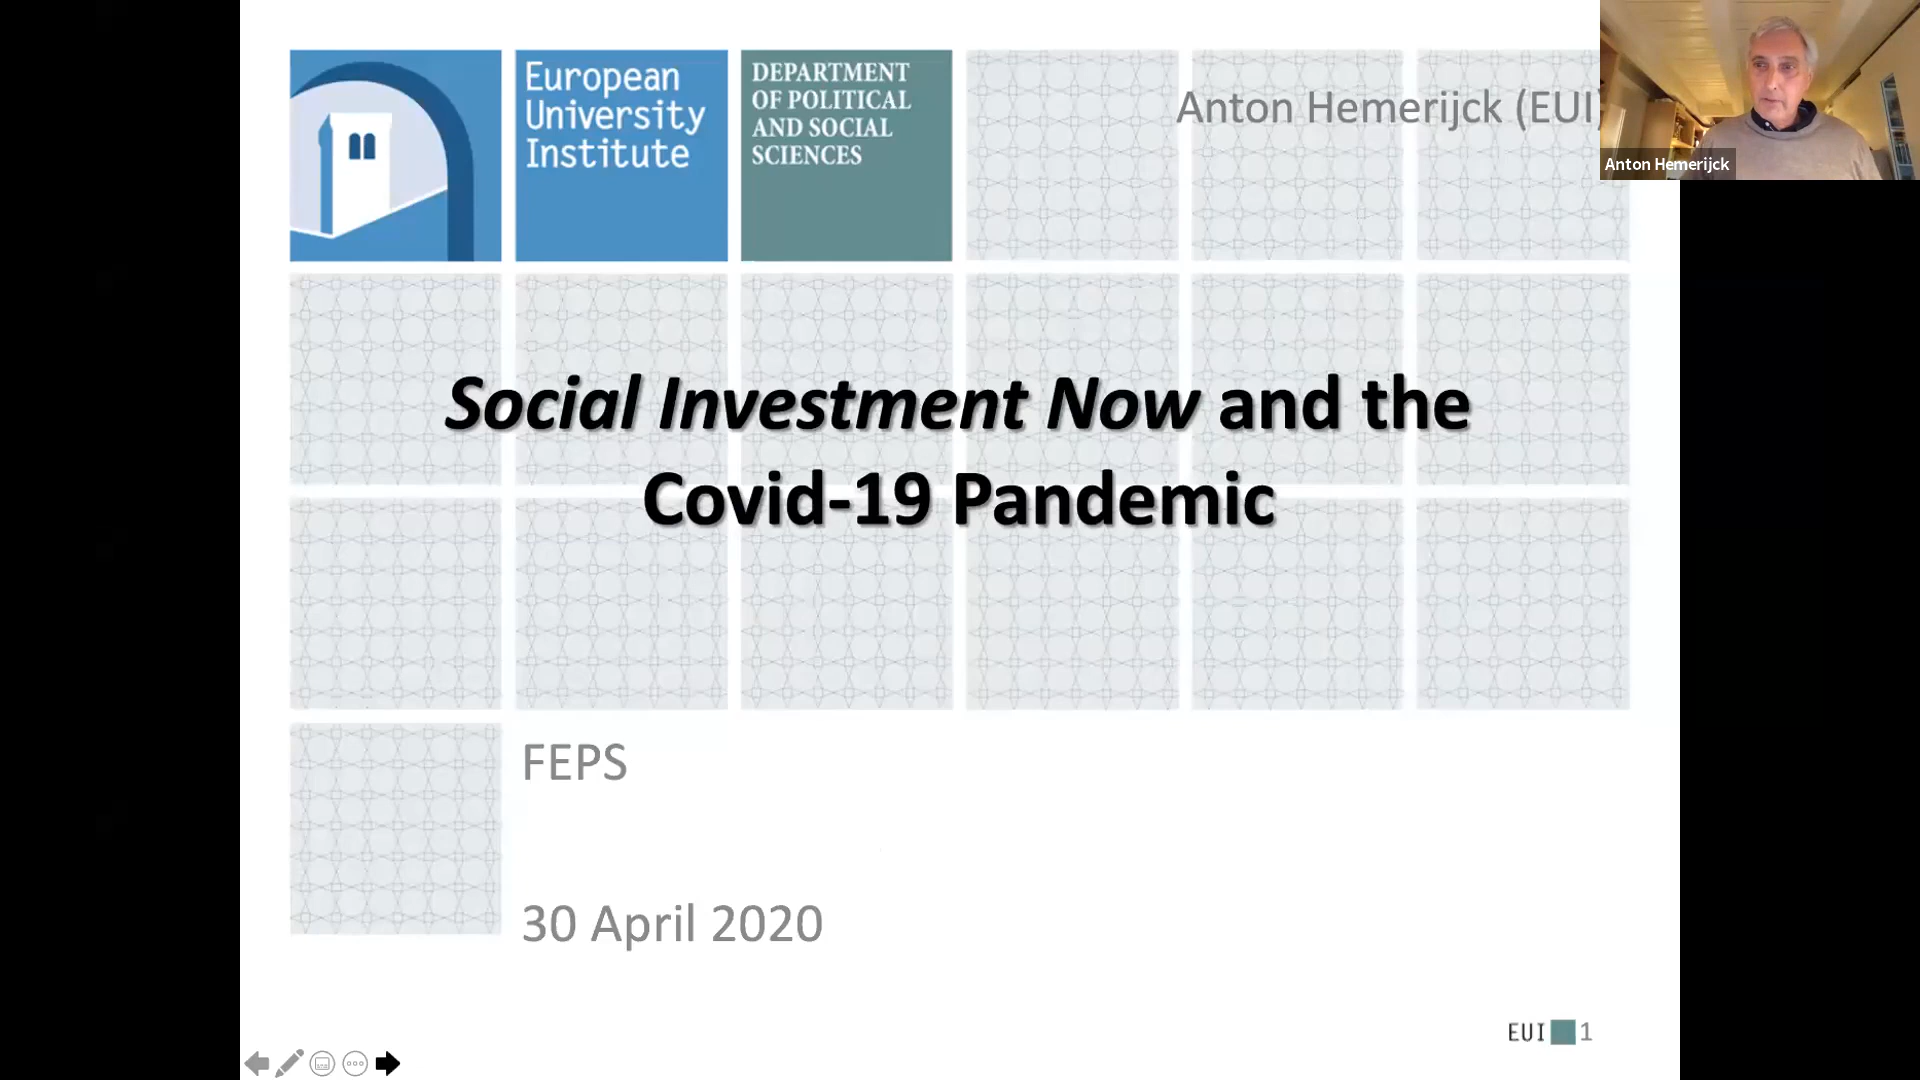 European
University
Institute
DEPARTMENT
OF POLITICAL
AND SOCIAL
SCIENCES
Anton Hemerijck (EUI)
Anton Hemerijck
Social Investment Now and the
Covid-19 Pandemic
FEPS
30 April 2020
EUI 1